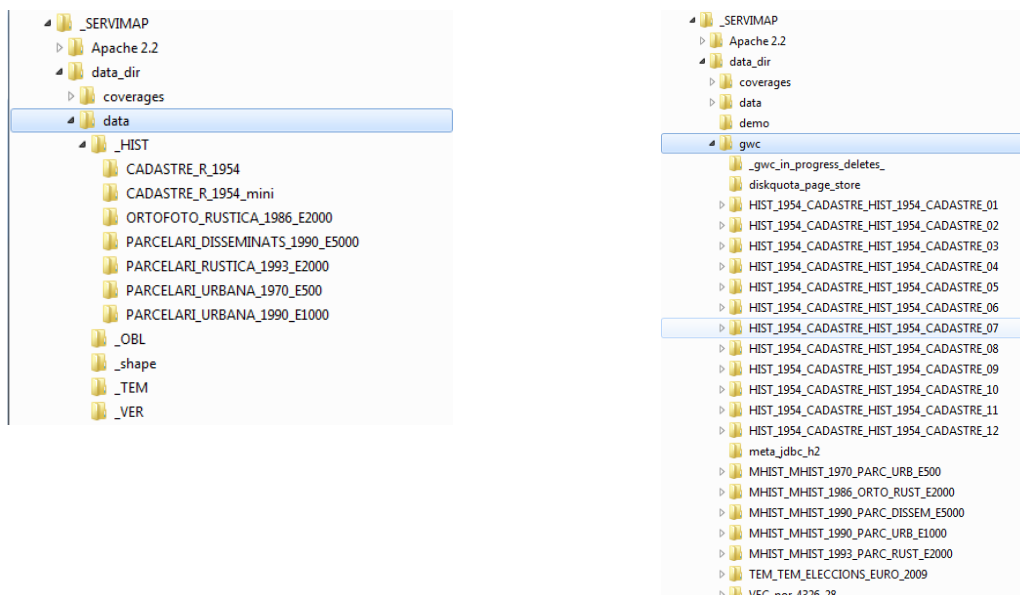 _SERVIMAP
Apache 2.2
data_dir
coverages
data
_HIST
CADASTRE_R_1954
CADASTRE_R_1954_mini
ORTOFOTO_RUSTICA_1986_E2000
PARCELARI_DISSEMINATS_1990_E5000
PARCELARI_RUSTICA_1993_E2000
PARCELARI_URBANA_1970_E500
PARCELARI_URBANA_1990_E1000
_OBL
_shape
_TEM
_VER
_SERVIMAP
Apache 2.2
data_dir
coverages
data
demo
gwc
_gwc_in_progress_deletes_
diskquota_page_store
HIST_1954_CADASTRE_HIST_1954_CADASTRE_01
HIST_1954_CADASTRE_HIST_1954_CADASTRE_02
HIST_1954_CADASTRE_HIST_1954_CADASTRE_03
HIST_1954_CADASTRE_HIST_1954_CADASTRE_04
HIST_1954_CADASTRE_HIST_1954_CADASTRE_05
HIST_1954_CADASTRE_HIST_1954_CADASTRE_06
HIST_1954_CADASTRE_HIST_1954_CADASTRE_07
HIST_1954_CADASTRE_HIST_1954_CADASTRE_08
HIST_1954_CADASTRE_HIST_1954_CADASTRE_09
HIST_1954_CADASTRE_HIST_1954_CADASTRE_10
HIST_1954_CADASTRE_HIST_1954_CADASTRE_11
HIST_1954_CADASTRE_HIST_1954_CADASTRE_12
meta_jdbc_h2
MHIST_MHIST_1970_PARC_URB_E500
MHIST_MHIST_1986_ORTO_RUST_E2000
MHIST_MHIST_1990_PARC_DISSEM_E5000
MHIST_MHIST_1990_PARC_URB_E1000
MHIST_MHIST_1993_PARC_RUST_E2000
TEM_TEM_ELECCIONS_EURO_2009